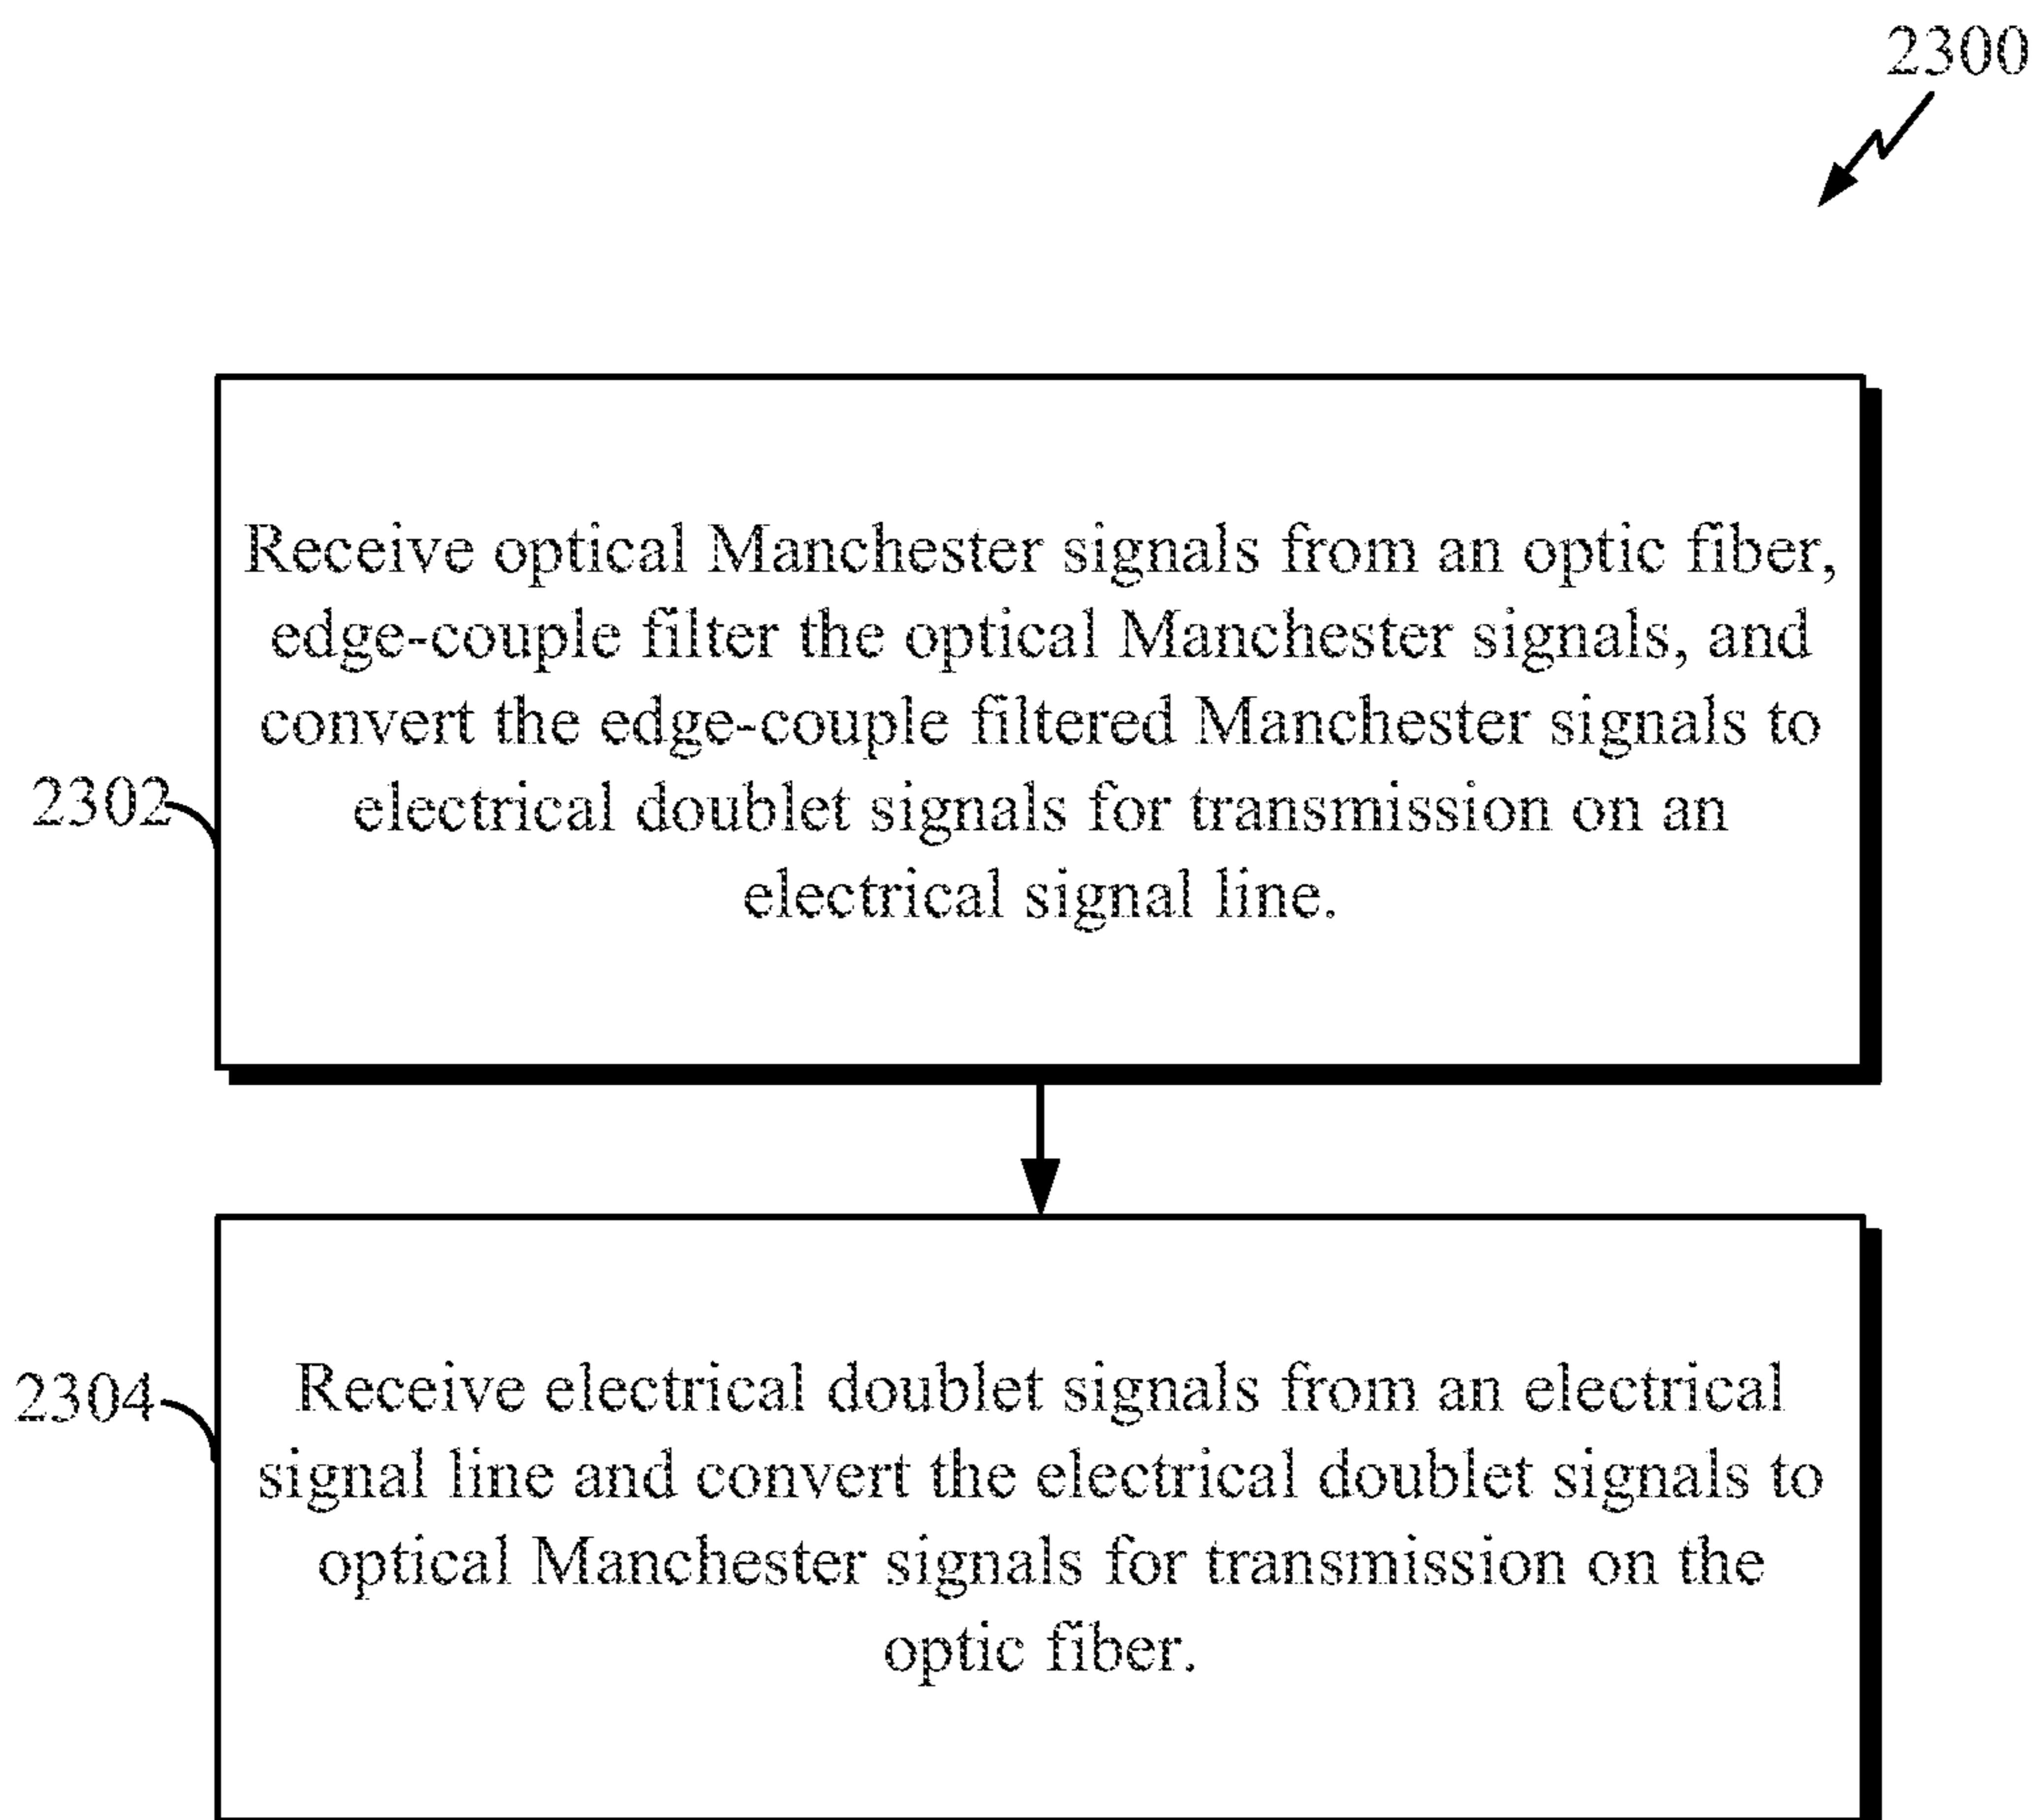 2300
Receive optical Manchester signals from an optic fiber,
edge-couple filter the optical Manchester signals, and
convert the edge-couple filtered Manchester signals to
electrical doublet signals for transmission on an
electrical signal line.
2302
Receive electrical doublet signals from an electrical
signal line and convert the electrical doublet signals to
optical Manchester signals for transmission on the
optic fiber.
2304